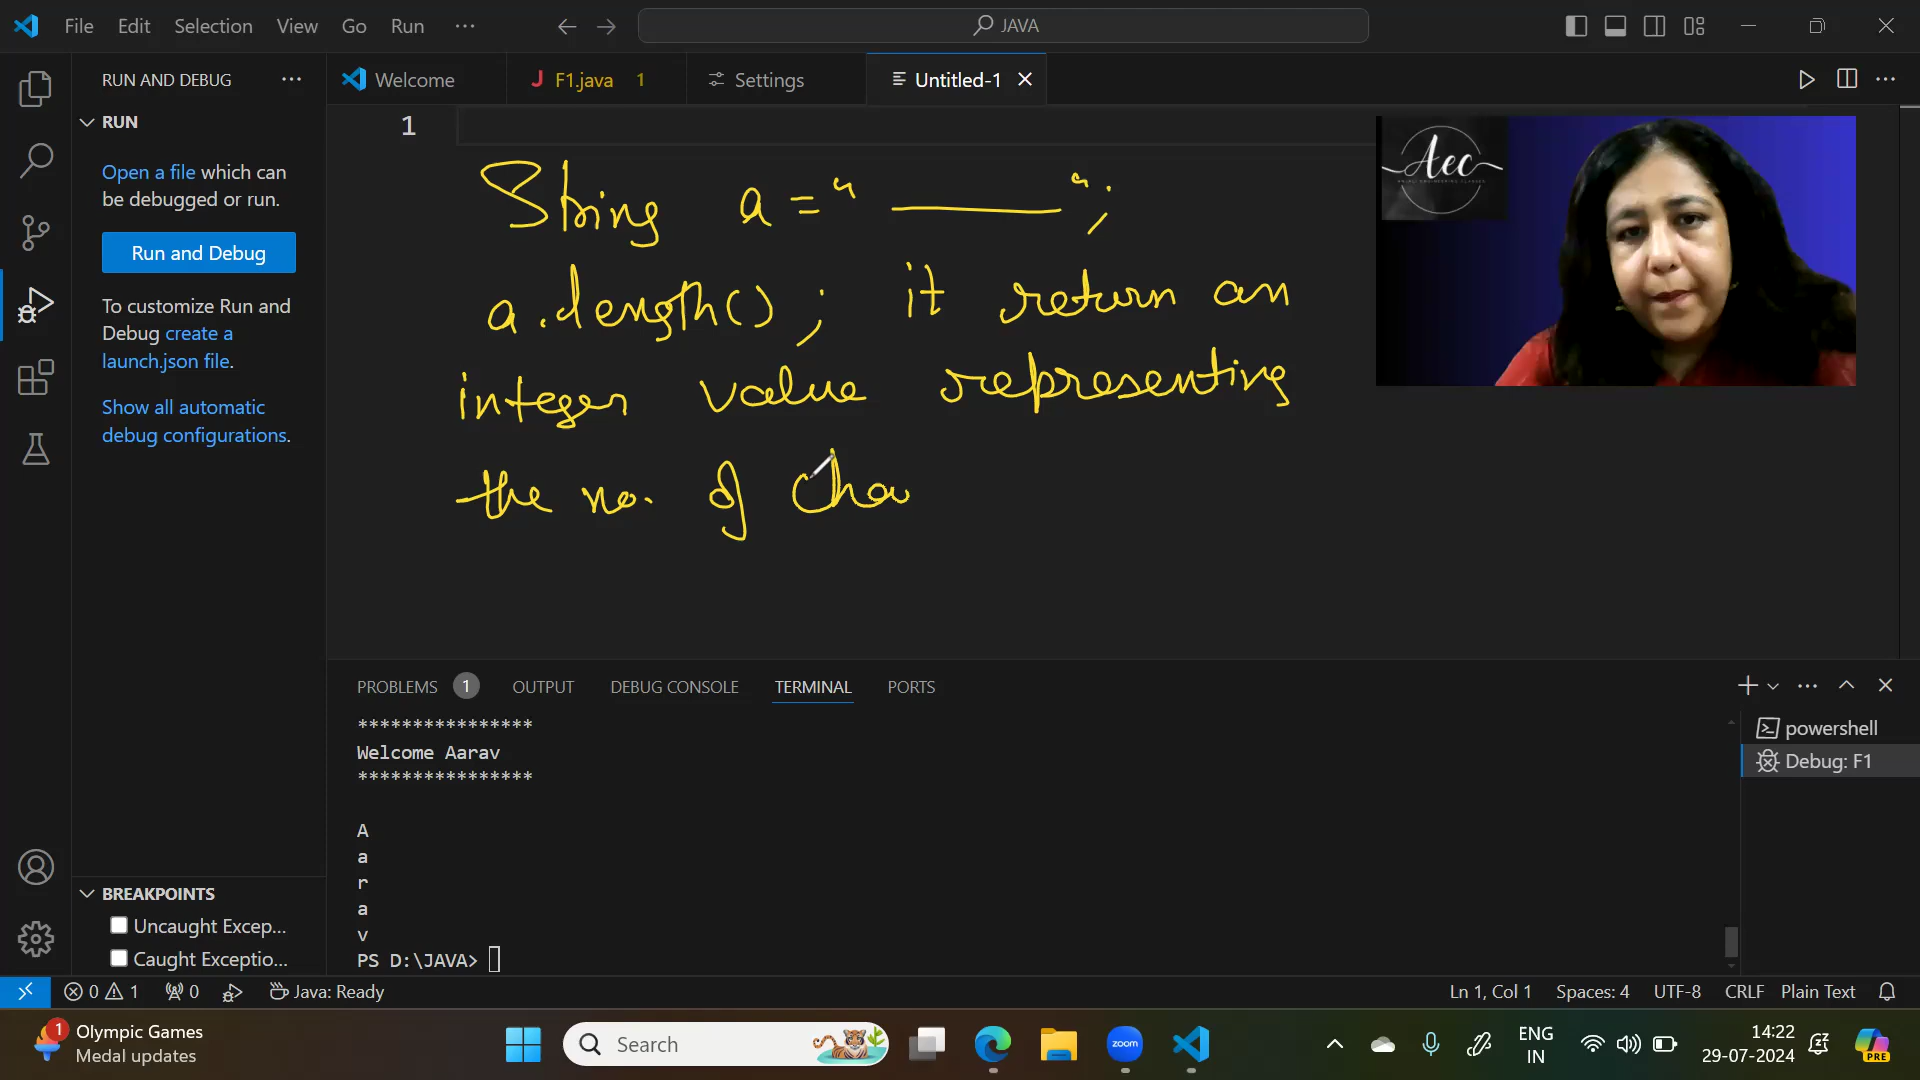 File Edit Selection View Go Run ···
JAVA
RUN AND DEBUG ···
Welcome
F1.java 1
Settings
Untitled-1
RUN
Open a file which can
be debugged or run.
Run and Debug
To customize Run and
Debug create a
launch.json file.
Show all automatic
debug configurations.
1
String a = " ______ ";
a.length(); it return an
integer value representing
the no. of cha
Aec
PROBLEMS 1 OUTPUT DEBUG CONSOLE TERMINAL PORTS
****************
Welcome Aarav
****************
A
a
r
a
v
PS D:\JAVA>
powershell
Debug: F1
BREAKPOINTS
Uncaught Excep...
Caught Exceptio...
0 1 0 Java: Ready
Ln 1, Col 1 Spaces: 4 UTF-8 CRLF Plain Text
1
Olympic Games
Medal updates
Search
zoom
ENG
IN
14:22
29-07-2024
PRE